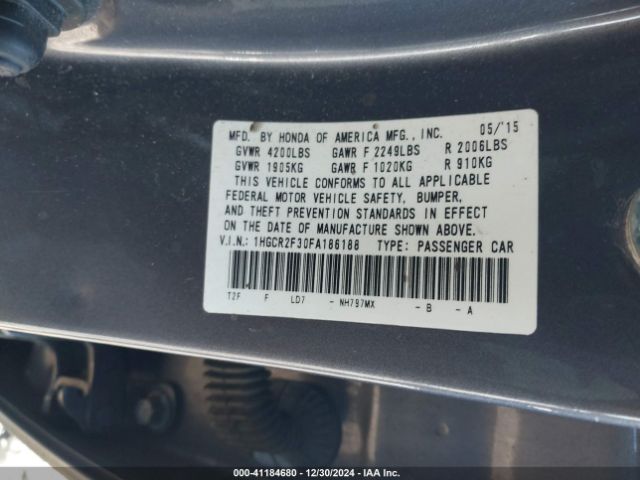 MFD. BY HONDA OF AMERICA MFG., INC. 05/'15
GVWR 4200LBS GAWR F 2249LBS R 2006LBS
GVWR 1905KG GAWR F 1020KG R 910KG
THIS VEHICLE CONFORMS TO ALL APPLICABLE
FEDERAL MOTOR VEHICLE SAFETY, BUMPER,
AND THEFT PREVENTION STANDARDS IN EFFECT
ON THE DATE OF MANUFACTURE SHOWN ABOVE.
V.I.N.: 1HGCR2F30FA186188 TYPE: PASSENGER CAR
T2F F LD7 - NH797MX - B - A
000-41184680 - 12/30/2024 - IAA Inc.